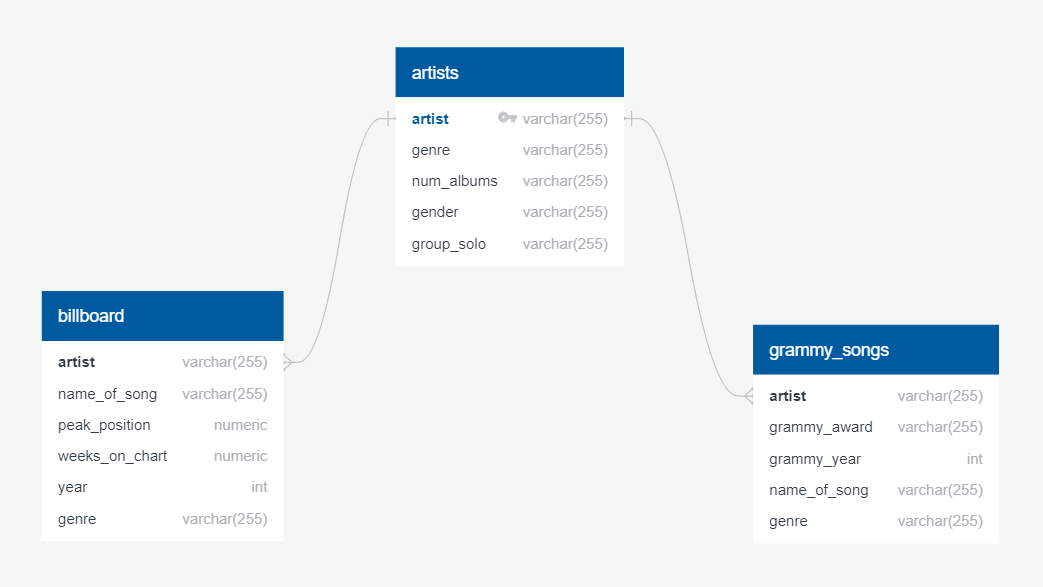 artists
artist varchar(255)
genre varchar(255)
num_albums varchar(255)
gender varchar(255)
group_solo varchar(255)
billboard
artist varchar(255)
name_of_song varchar(255)
peak_position numeric
weeks_on_chart numeric
year int
genre varchar(255)
grammy_songs
artist varchar(255)
grammy_award varchar(255)
grammy_year int
name_of_song varchar(255)
genre varchar(255)